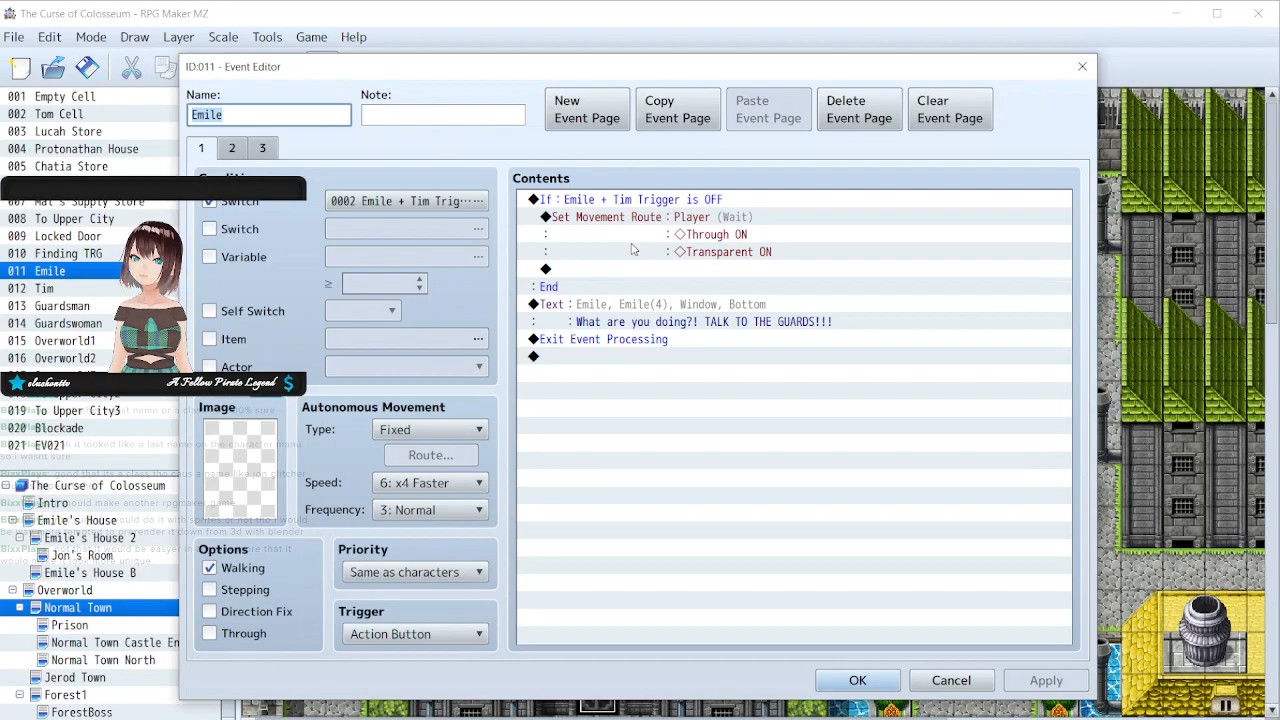 The Curse of Colosseum - RPG Maker MZ
File Edit Mode Draw Layer Scale Tools Game Help
ID:011 - Event Editor
Name:
Note:
Emile
New Event Page
Copy Event Page
Paste Event Page
Delete Event Page
Clear Event Page
1 2 3
001 Empty Cell
002 Tom Cell
003 Lucah Store
004 Protonathan House
005 Chatia Store
007 Mat's Supply Store
008 To Upper City
009 Locked Door
010 Finding TRG
011 Emile
012 Tim
013 Guardsman
014 Guardswoman
015 Overworld1
016 Overworld2
019 To Upper City3
020 Blockade
021 EV021
A Fellow Pirate Legend $
The Curse of Colosseum
Intro
Emile's House
Emile's House 2
Jon's Room
Emile's House B
Overworld
Normal Town
Prison
Normal Town Castle En
Normal Town North
Jerod Town
Forest1
ForestBoss
Switch
0002 Emile + Tim Trig... ...
Switch
...
Variable
...
≥
Self Switch
Item
...
Actor
Image
Autonomous Movement
Type:
Fixed
Route...
Speed:
6: x4 Faster
Frequency:
3: Normal
Options
Walking
Stepping
Direction Fix
Through
Priority
Same as characters
Trigger
Action Button
Contents
◆If : Emile + Tim Trigger is OFF
◆Set Movement Route : Player (Wait)
: : ◇Through ON
: : ◇Transparent ON
◆
: End
◆Text : Emile, Emile(4), Window, Bottom
: : What are you doing?! TALK TO THE GUARDS!!!
◆Exit Event Processing
◆
OK
Cancel
Apply